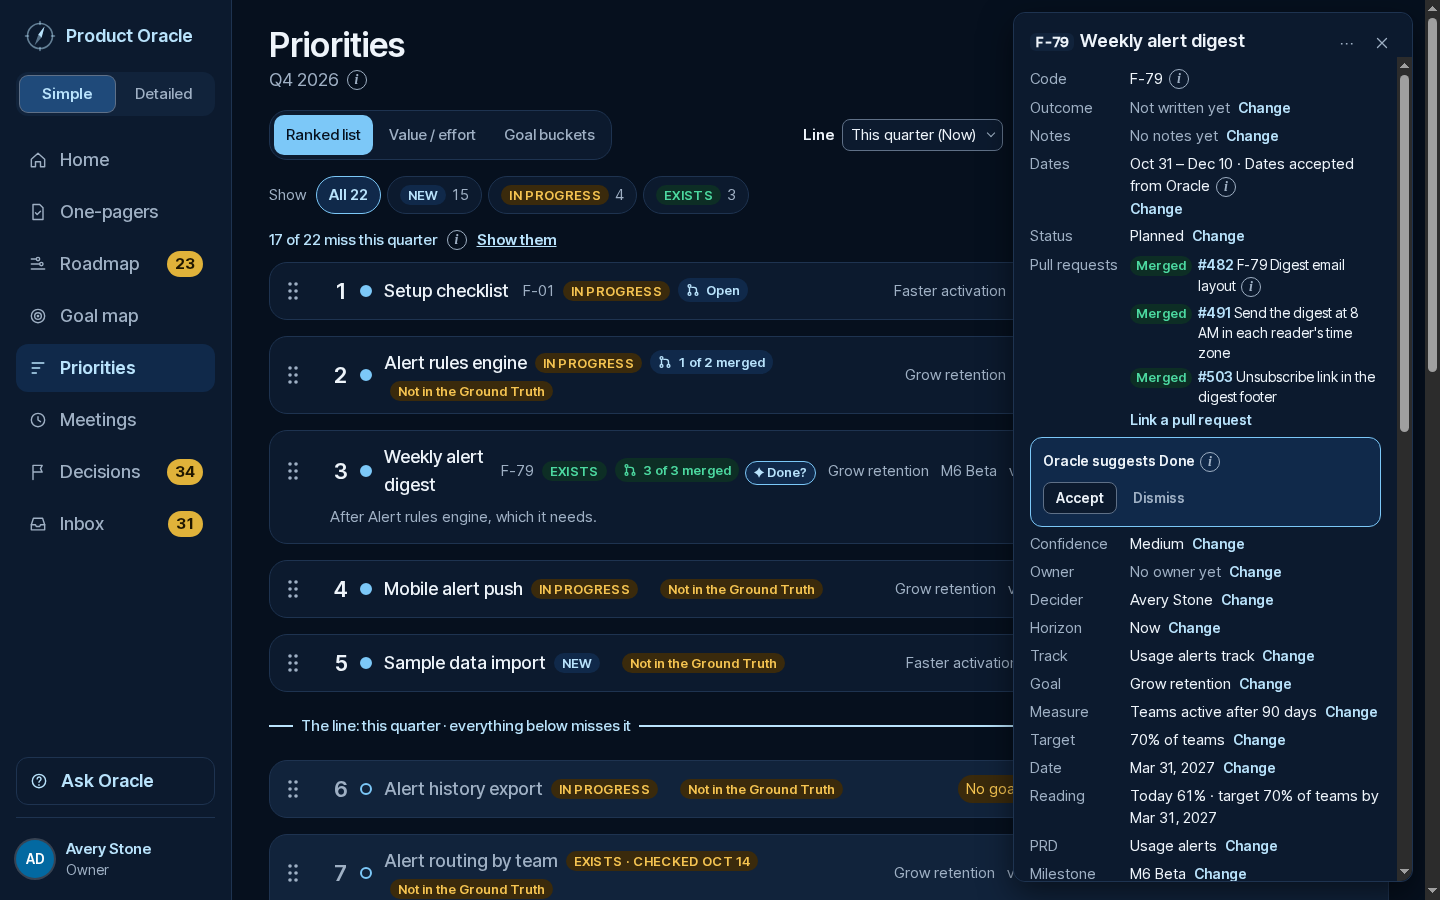 Product Oracle
Simple
Detailed
Home
One-pagers
Roadmap
23
Goal map
Priorities
Meetings
Decisions
34
Inbox
31
Ask Oracle
AD
Avery Stone
Owner
Priorities
Q4 2026 i
Ranked list
Value / effort
Goal buckets
Line
This quarter (Now)
Show
All 22
NEW 15
IN PROGRESS 4
EXISTS 3
17 of 22 miss this quarter i Show them
1 Setup checklist F-01 IN PROGRESS Open Faster activation
2 Alert rules engine IN PROGRESS 1 of 2 merged Grow retention
Not in the Ground Truth
3 Weekly alert digest F-79 EXISTS 3 of 3 merged Done? Grow retention M6 Beta
After Alert rules engine, which it needs.
4 Mobile alert push IN PROGRESS Not in the Ground Truth Grow retention
5 Sample data import NEW Not in the Ground Truth Faster activation
The line: this quarter · everything below misses it
6 Alert history export IN PROGRESS Not in the Ground Truth No goa
7 Alert routing by team EXISTS · CHECKED OCT 14 Grow retention
Not in the Ground Truth
F-79 Weekly alert digest ...
Code F-79 i
Outcome Not written yet Change
Notes No notes yet Change
Dates Oct 31 – Dec 10 · Dates accepted
from Oracle i
Change
Status Planned Change
Pull requests Merged #482 F-79 Digest email
layout i
Merged #491 Send the digest at 8
AM in each reader's time
zone
Merged #503 Unsubscribe link in the
digest footer
Link a pull request
Oracle suggests Done i
Accept
Dismiss
Confidence Medium Change
Owner No owner yet Change
Decider Avery Stone Change
Horizon Now Change
Track Usage alerts track Change
Goal Grow retention Change
Measure Teams active after 90 days Change
Target 70% of teams Change
Date Mar 31, 2027 Change
Reading Today 61% · target 70% of teams by
Mar 31, 2027
PRD Usage alerts Change
Milestone M6 Beta Change